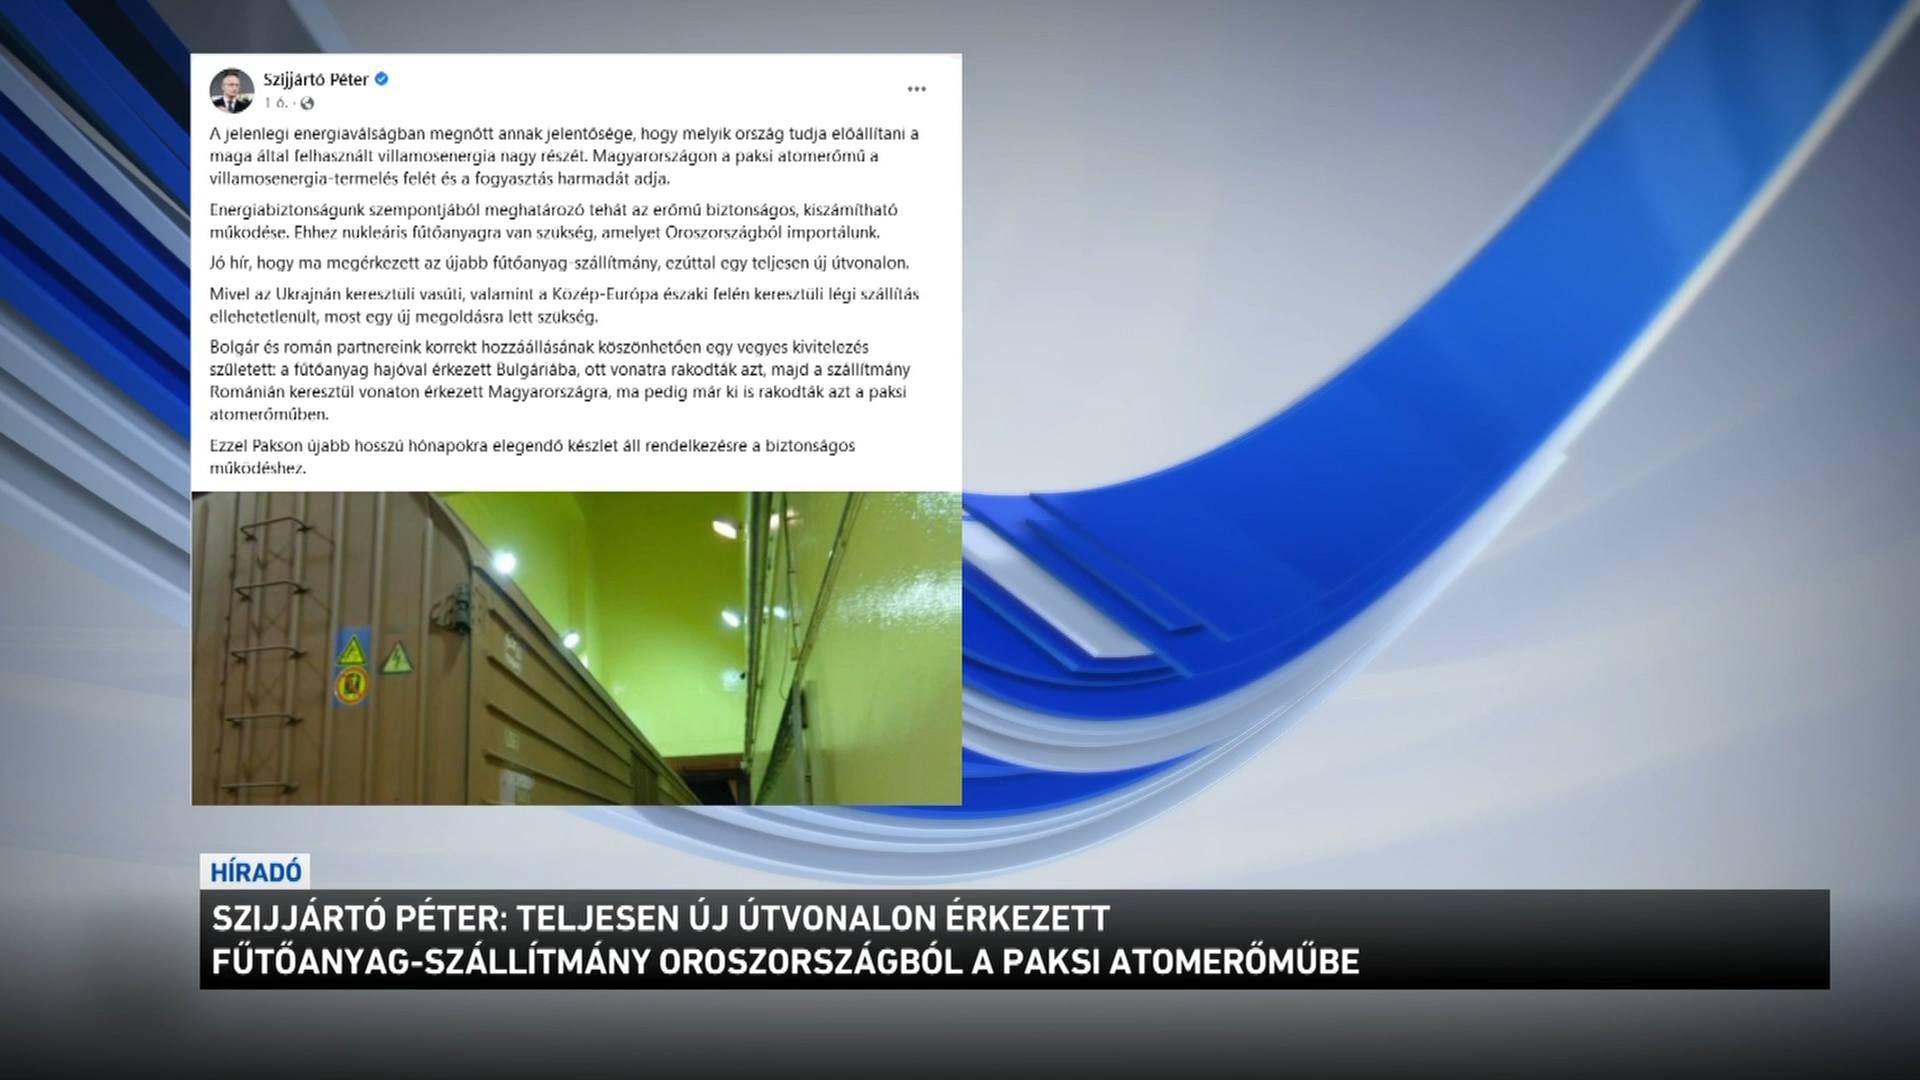 Szijjártó Péter
1 ó. ·
A jelenlegi energiaválságban megnőtt annak jelentősége, hogy melyik ország tudja előállítani a
maga által felhasznált villamosenergia nagy részét. Magyarországon a paksi atomerőmű a
villamosenergia-termelés felét és a fogyasztás harmadát adja.
Energiabiztonságunk szempontjából meghatározó tehát az erőmű biztonságos, kiszámítható
működése. Ehhez nukleáris fűtőanyagra van szükség, amelyet Oroszországból importálunk.
Jó hír, hogy ma megérkezett az újabb fűtőanyag-szállítmány, ezúttal egy teljesen új útvonalon.
Mivel az Ukrajnán keresztüli vasúti, valamint a Közép-Európa északi felén keresztüli légi szállítás
ellehetetlenült, most egy új megoldásra lett szükség.
Bolgár és román partnereink korrekt hozzáállásának köszönhetően egy vegyes kivitelezés
született: a fűtőanyag hajóval érkezett Bulgáriába, ott vonatra rakodták azt, majd a szállítmány
Románián keresztül vonaton érkezett Magyarországra, ma pedig már ki is rakodták azt a paksi
atomerőműben.
Ezzel Pakson újabb hosszú hónapokra elegendő készlet áll rendelkezésre a biztonságos
működéshez.
HÍRADÓ
SZIJJÁRTÓ PÉTER: TELJESEN ÚJ ÚTVONALON ÉRKEZETT
FŰTŐANYAG-SZÁLLÍTMÁNY OROSZORSZÁGBÓL A PAKSI ATOMERŐMŰBE